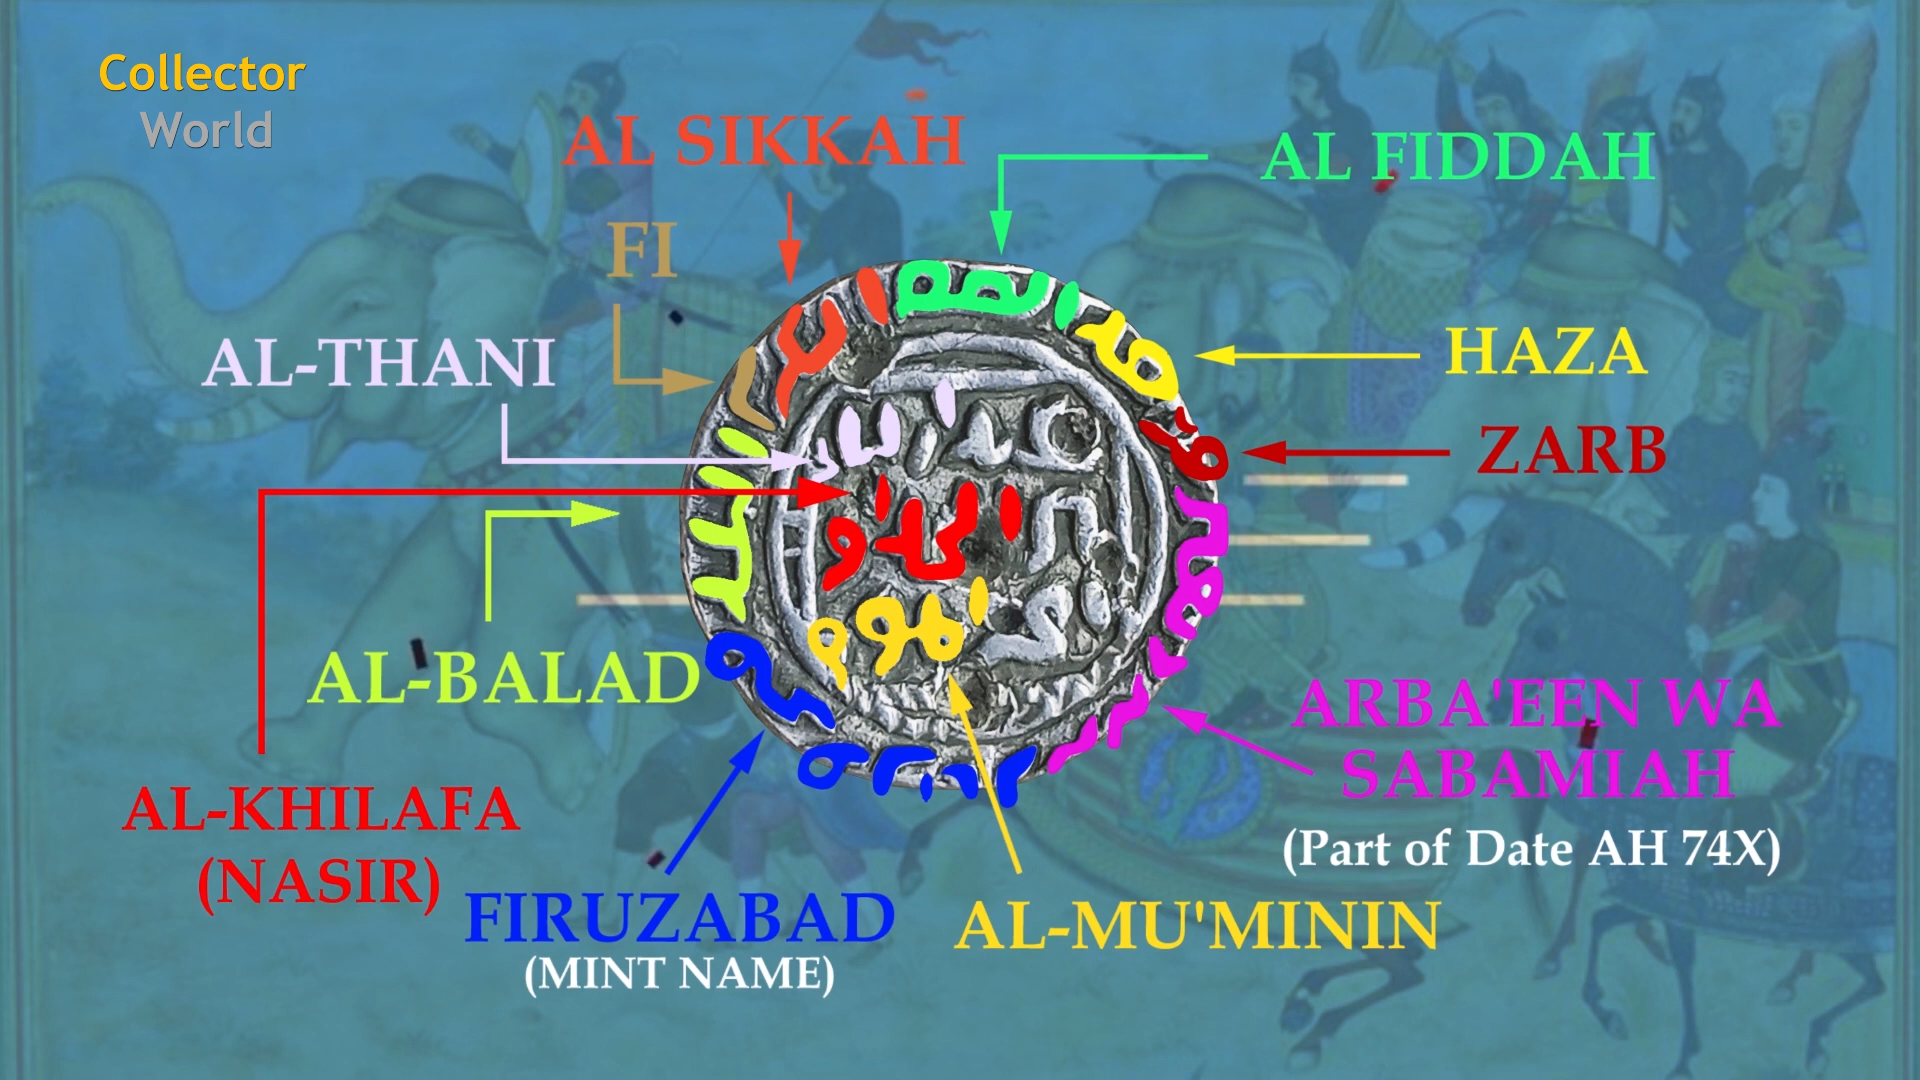 Collector
World
AL SIKKAH
AL FIDDAH
FI
AL-THANI
HAZA
ZARB
AL-BALAD
ARBA'EEN WA
SABAMIAH
(Part of Date AH 74X)
AL-KHILAFA
(NASIR)
FIRUZABAD
(MINT NAME)
AL-MU'MININ